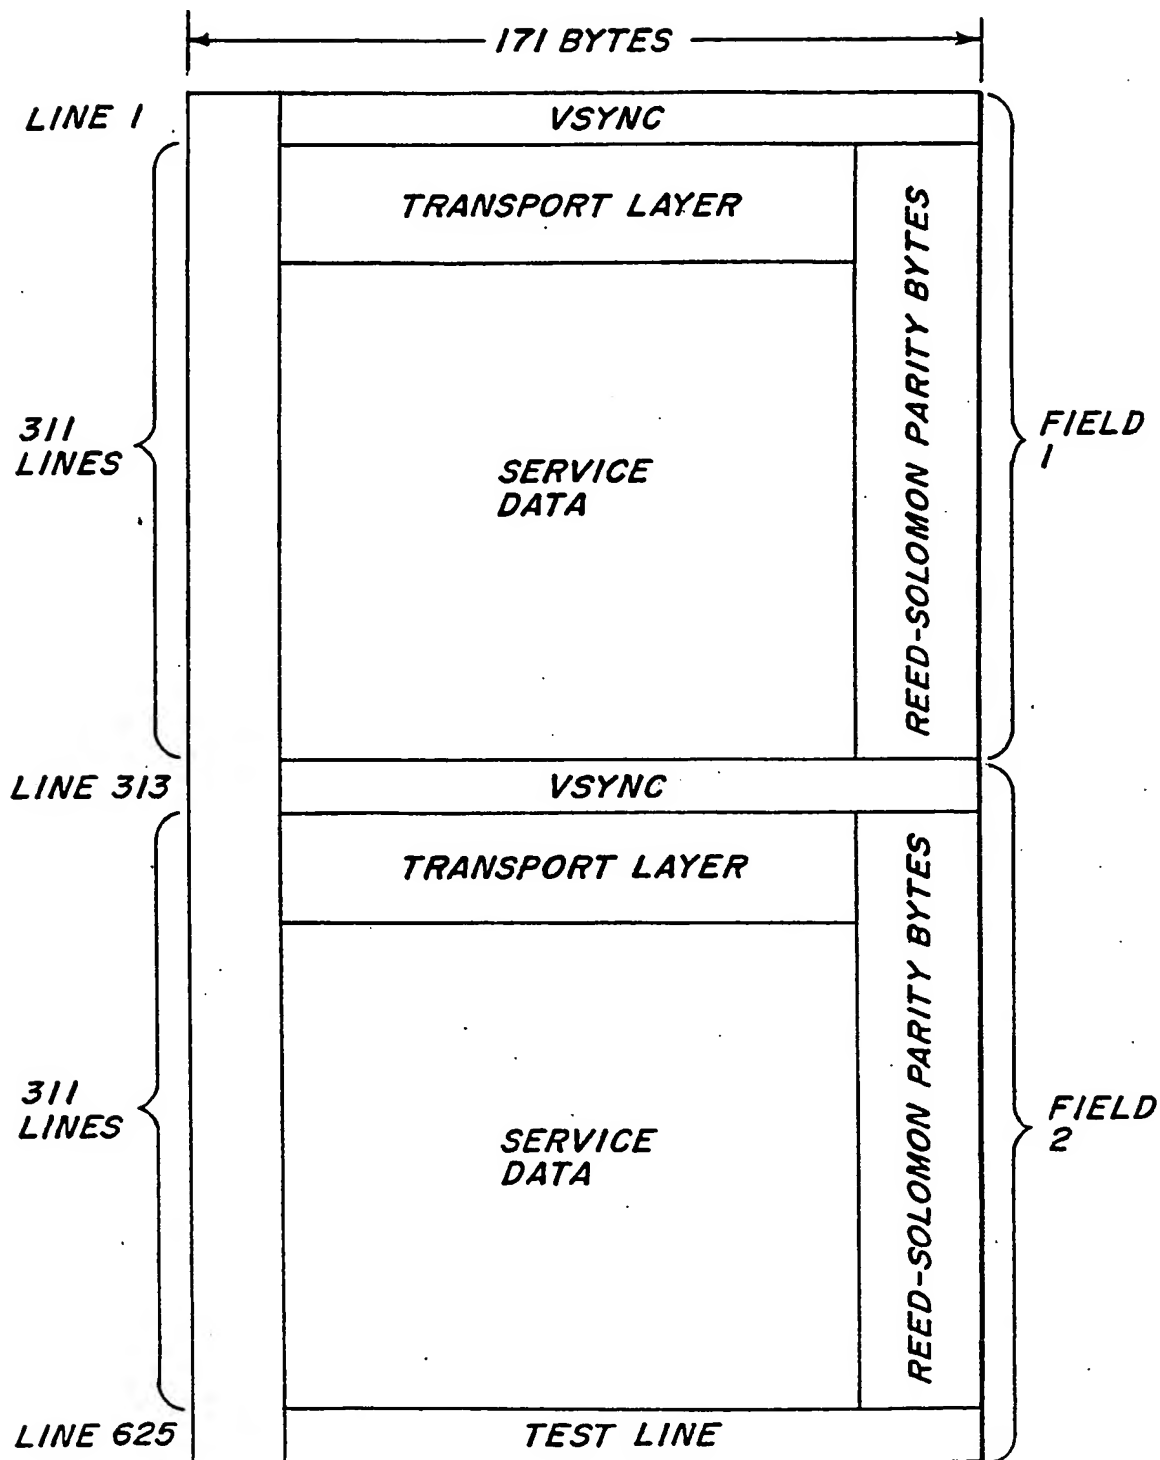 171 BYTES
LINE 1
VSYNC
TRANSPORT LAYER
REED-SOLOMON PARITY BYTES
311
LINES
SERVICE
DATA
FIELD
1
LINE 313
VSYNC
TRANSPORT LAYER
REED-SOLOMON PARITY BYTES
311
LINES
SERVICE
DATA
FIELD
2
LINE 625
TEST LINE